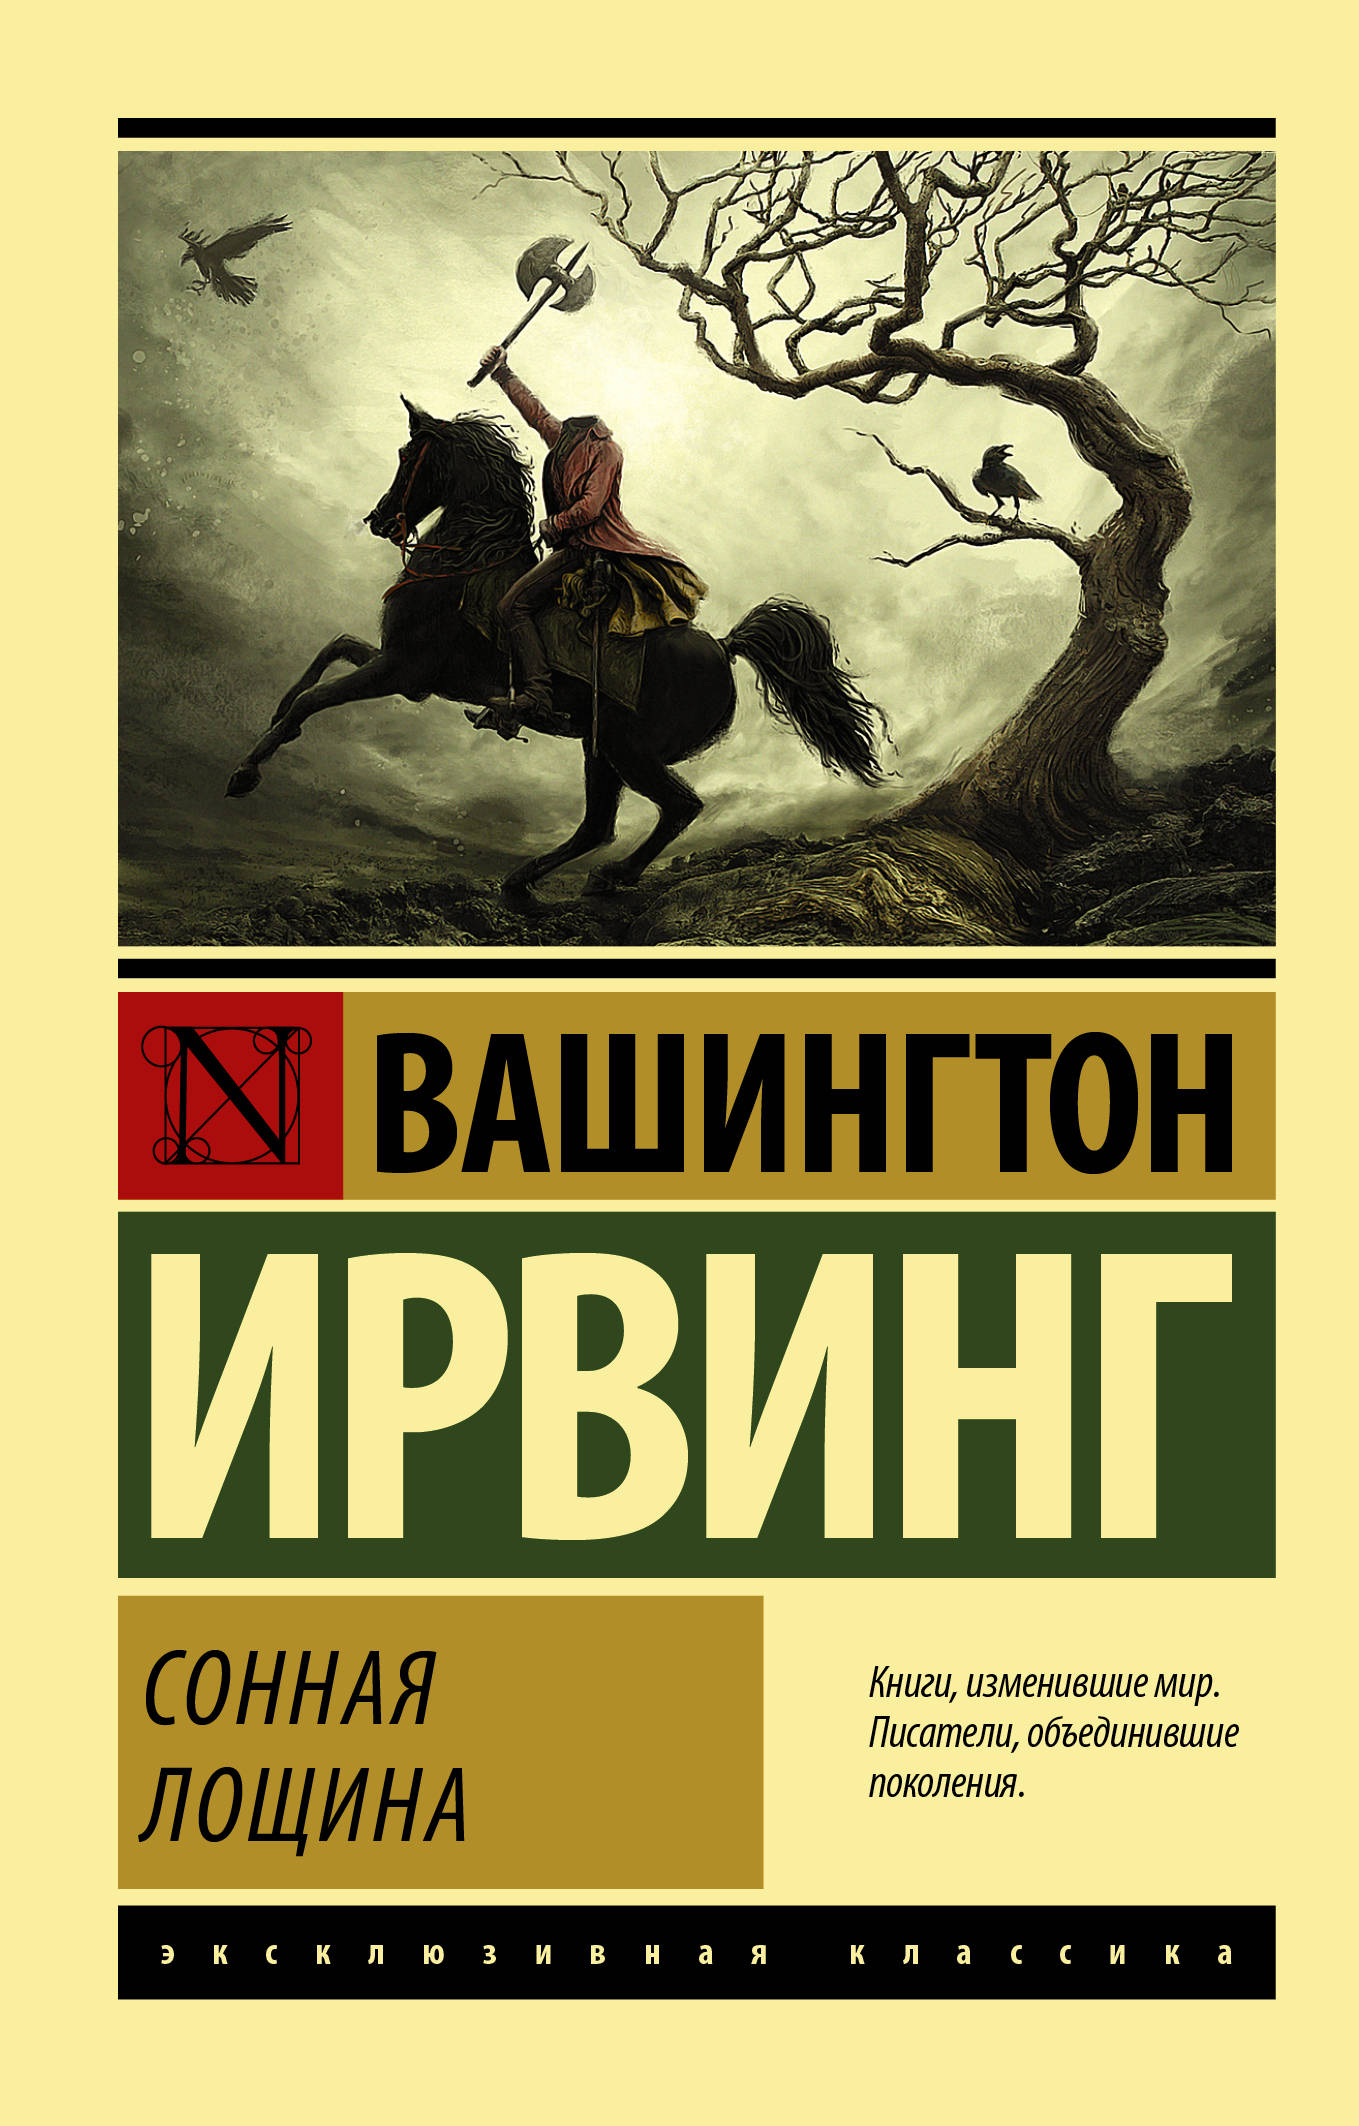 N
ВАШИНГТОН
ИРВИНГ
СОННАЯ
ЛОЩИНА
Книги, изменившие мир.
Писатели, объединившие
поколения.
эксклюзивная классика